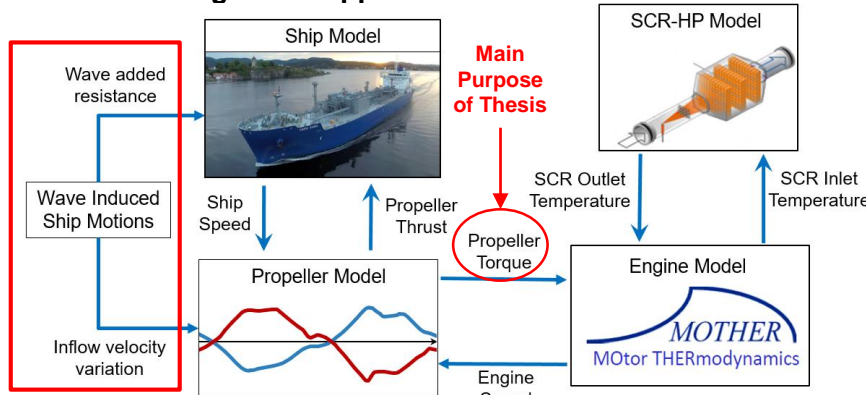 Ship Model
SCR-HP Model
Main
Purpose
of Thesis
Wave added
resistance
Wave Induced
Ship Motions
Ship
Speed
Propeller
Thrust
SCR Outlet
Temperature
SCR Inlet
Temperature
Propeller
Torque
Propeller Model
Engine Model
MOTHER
MOtor THERmodynamics
Inflow velocity
variation
Engine